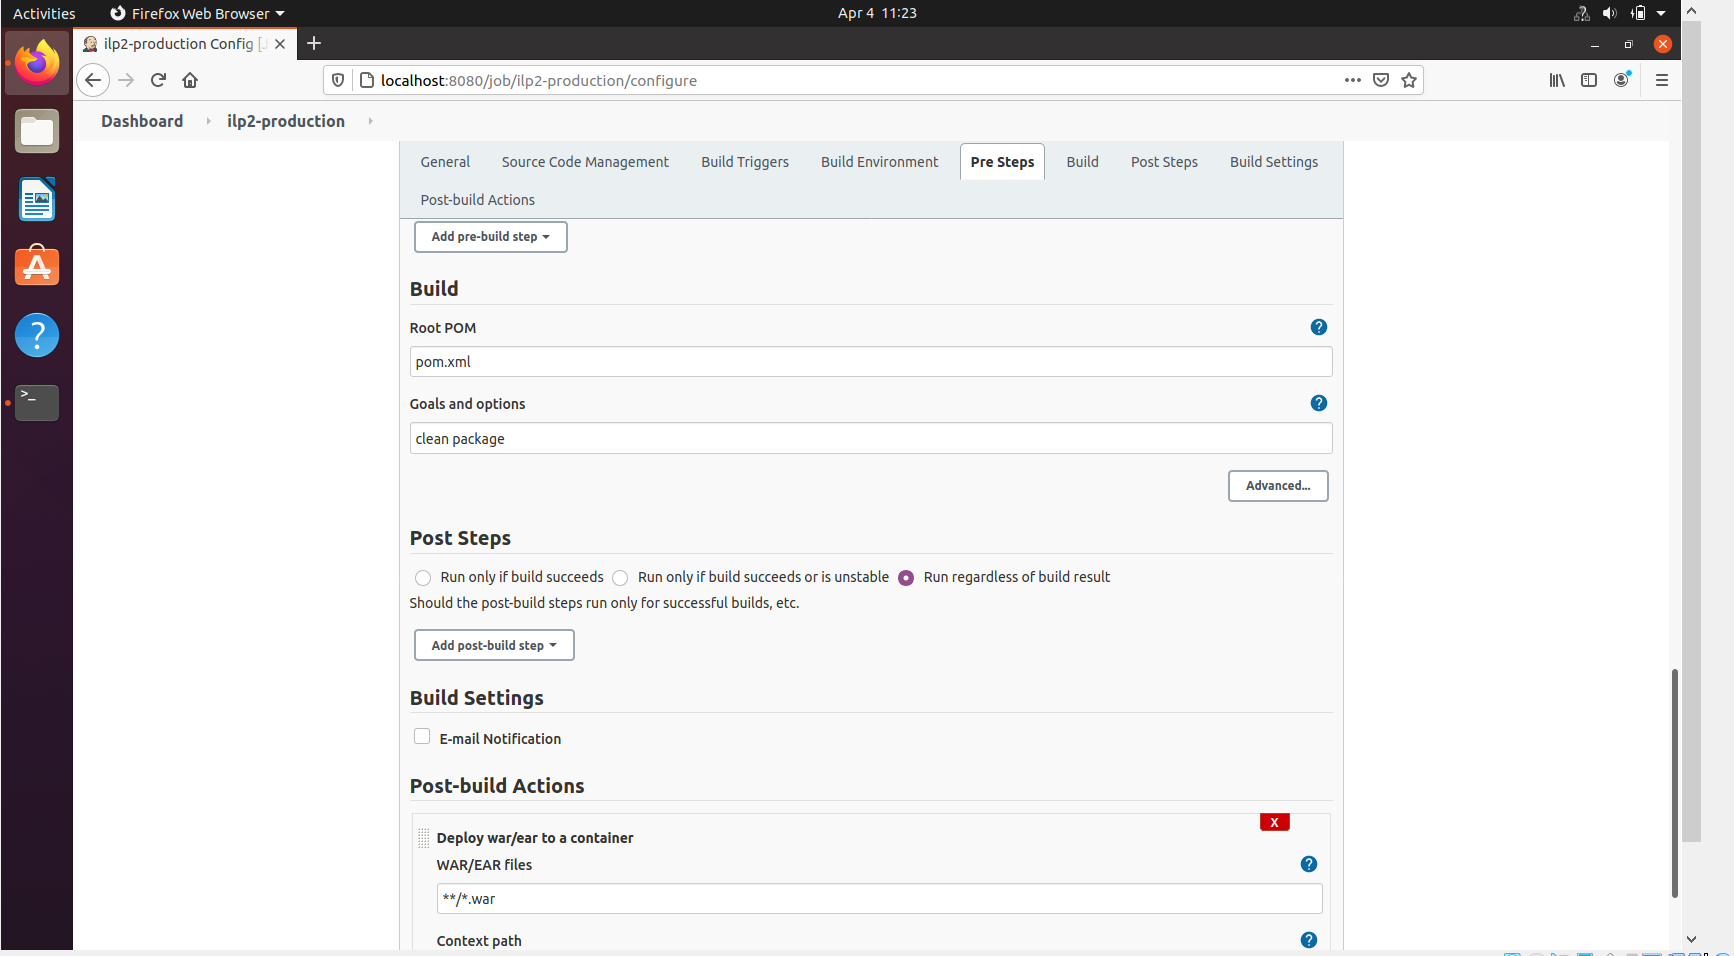 Activities Firefox Web Browser Apr 4 11:23
ilp2-production Config [
localhost:8080/job/ilp2-production/configure
Dashboard ilp2-production
General Source Code Management Build Triggers Build Environment Pre Steps Build Post Steps Build Settings
Post-build Actions
Add pre-build step
Build
Root POM ?
pom.xml
Goals and options ?
clean package
Advanced...
Post Steps
Run only if build succeeds Run only if build succeeds or is unstable Run regardless of build result
Should the post-build steps run only for successful builds, etc.
Add post-build step
Build Settings
E-mail Notification
Post-build Actions
X
Deploy war/ear to a container
WAR/EAR files ?
**/*.war
Context path ?